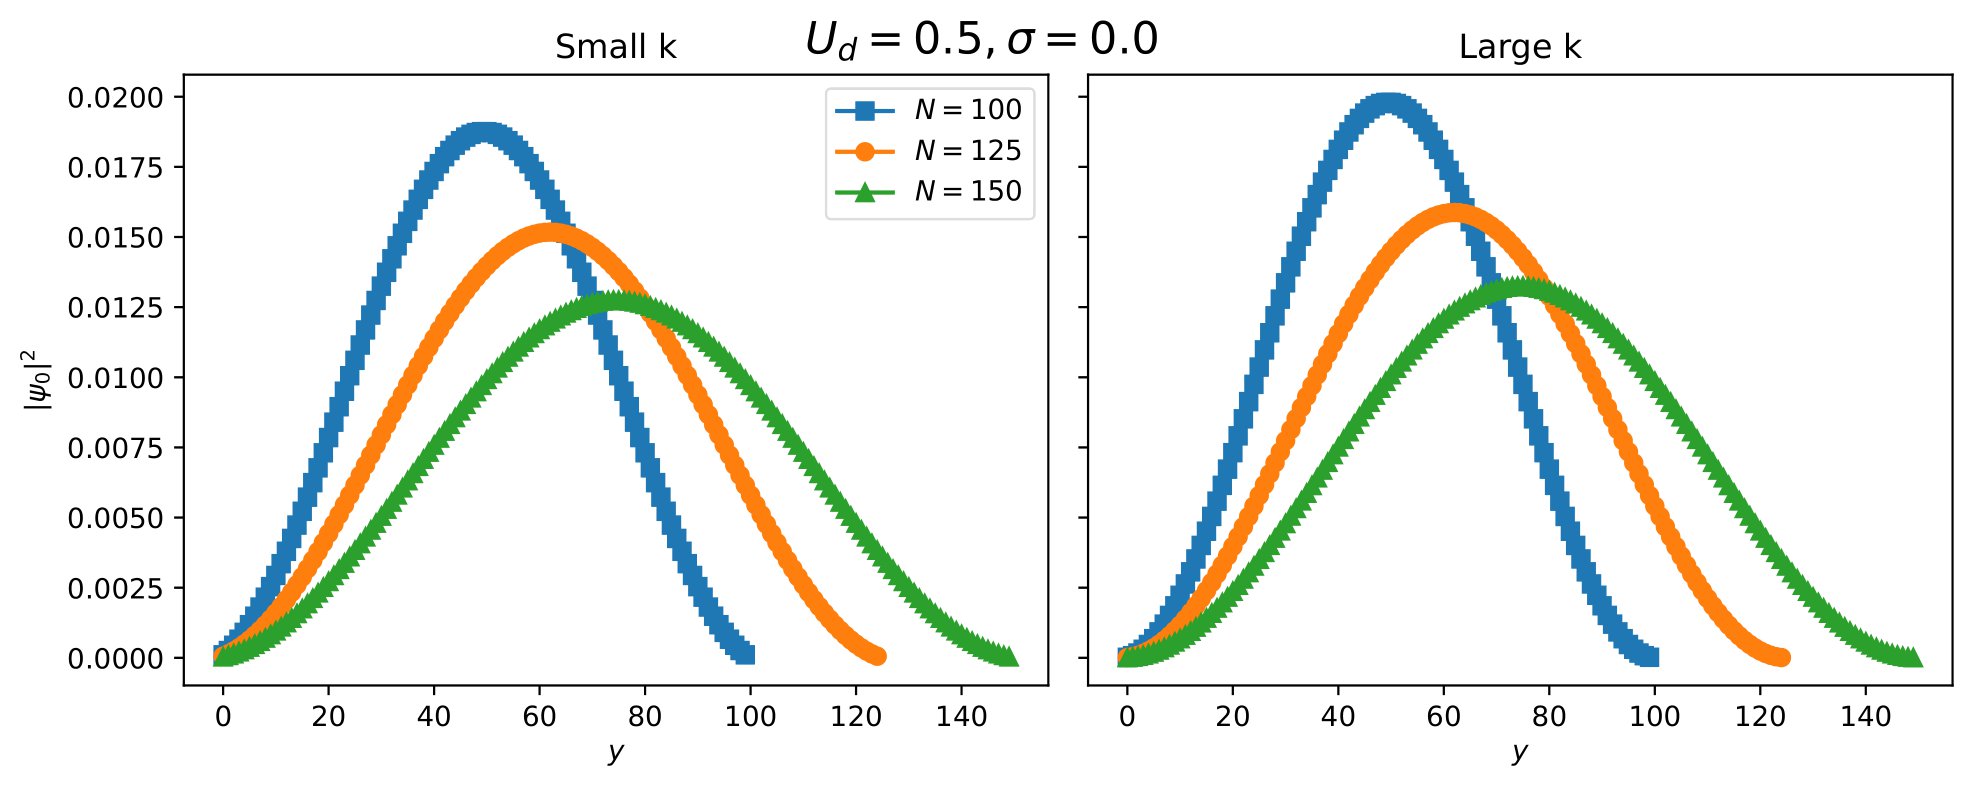 U_d = 0.5, σ = 0.0
Small k
Large k
|ψ₀|²
0.0200
0.0175
0.0150
0.0125
0.0100
0.0075
0.0050
0.0025
0.0000
N = 100
N = 125
N = 150
0 20 40 60 80 100 120 140
y
0 20 40 60 80 100 120 140
y